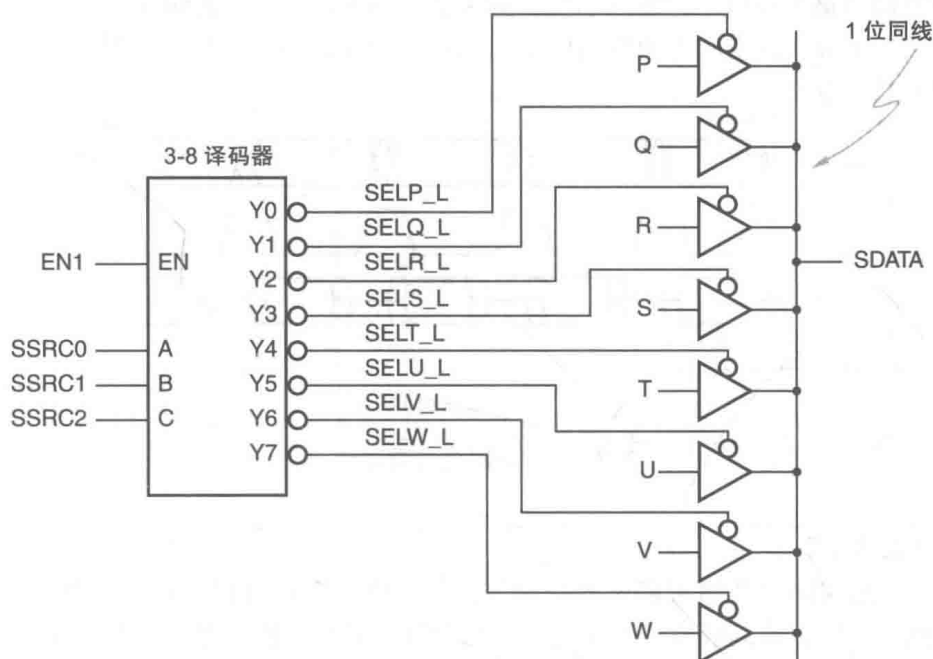 1 位同线
P
Q
3-8 译码器
Y0
SELP_L
Y1
SELQ_L
R
EN1
EN
Y2
SELR_L
SDATA
Y3
SELS_L
S
SSRC0
A
Y4
SELT_L
SSRC1
B
Y5
SELU_L
T
SSRC2
C
Y6
SELV_L
Y7
SELW_L
U
V
W